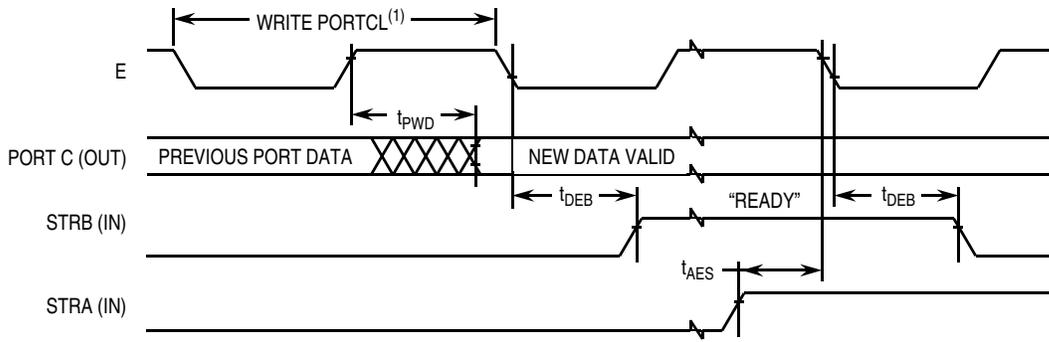 WRITE PORTCL(1)
E
tPWD
PORT C (OUT)
PREVIOUS PORT DATA
NEW DATA VALID
tDEB
“READY”
tDEB
STRB (IN)
tAES
STRA (IN)